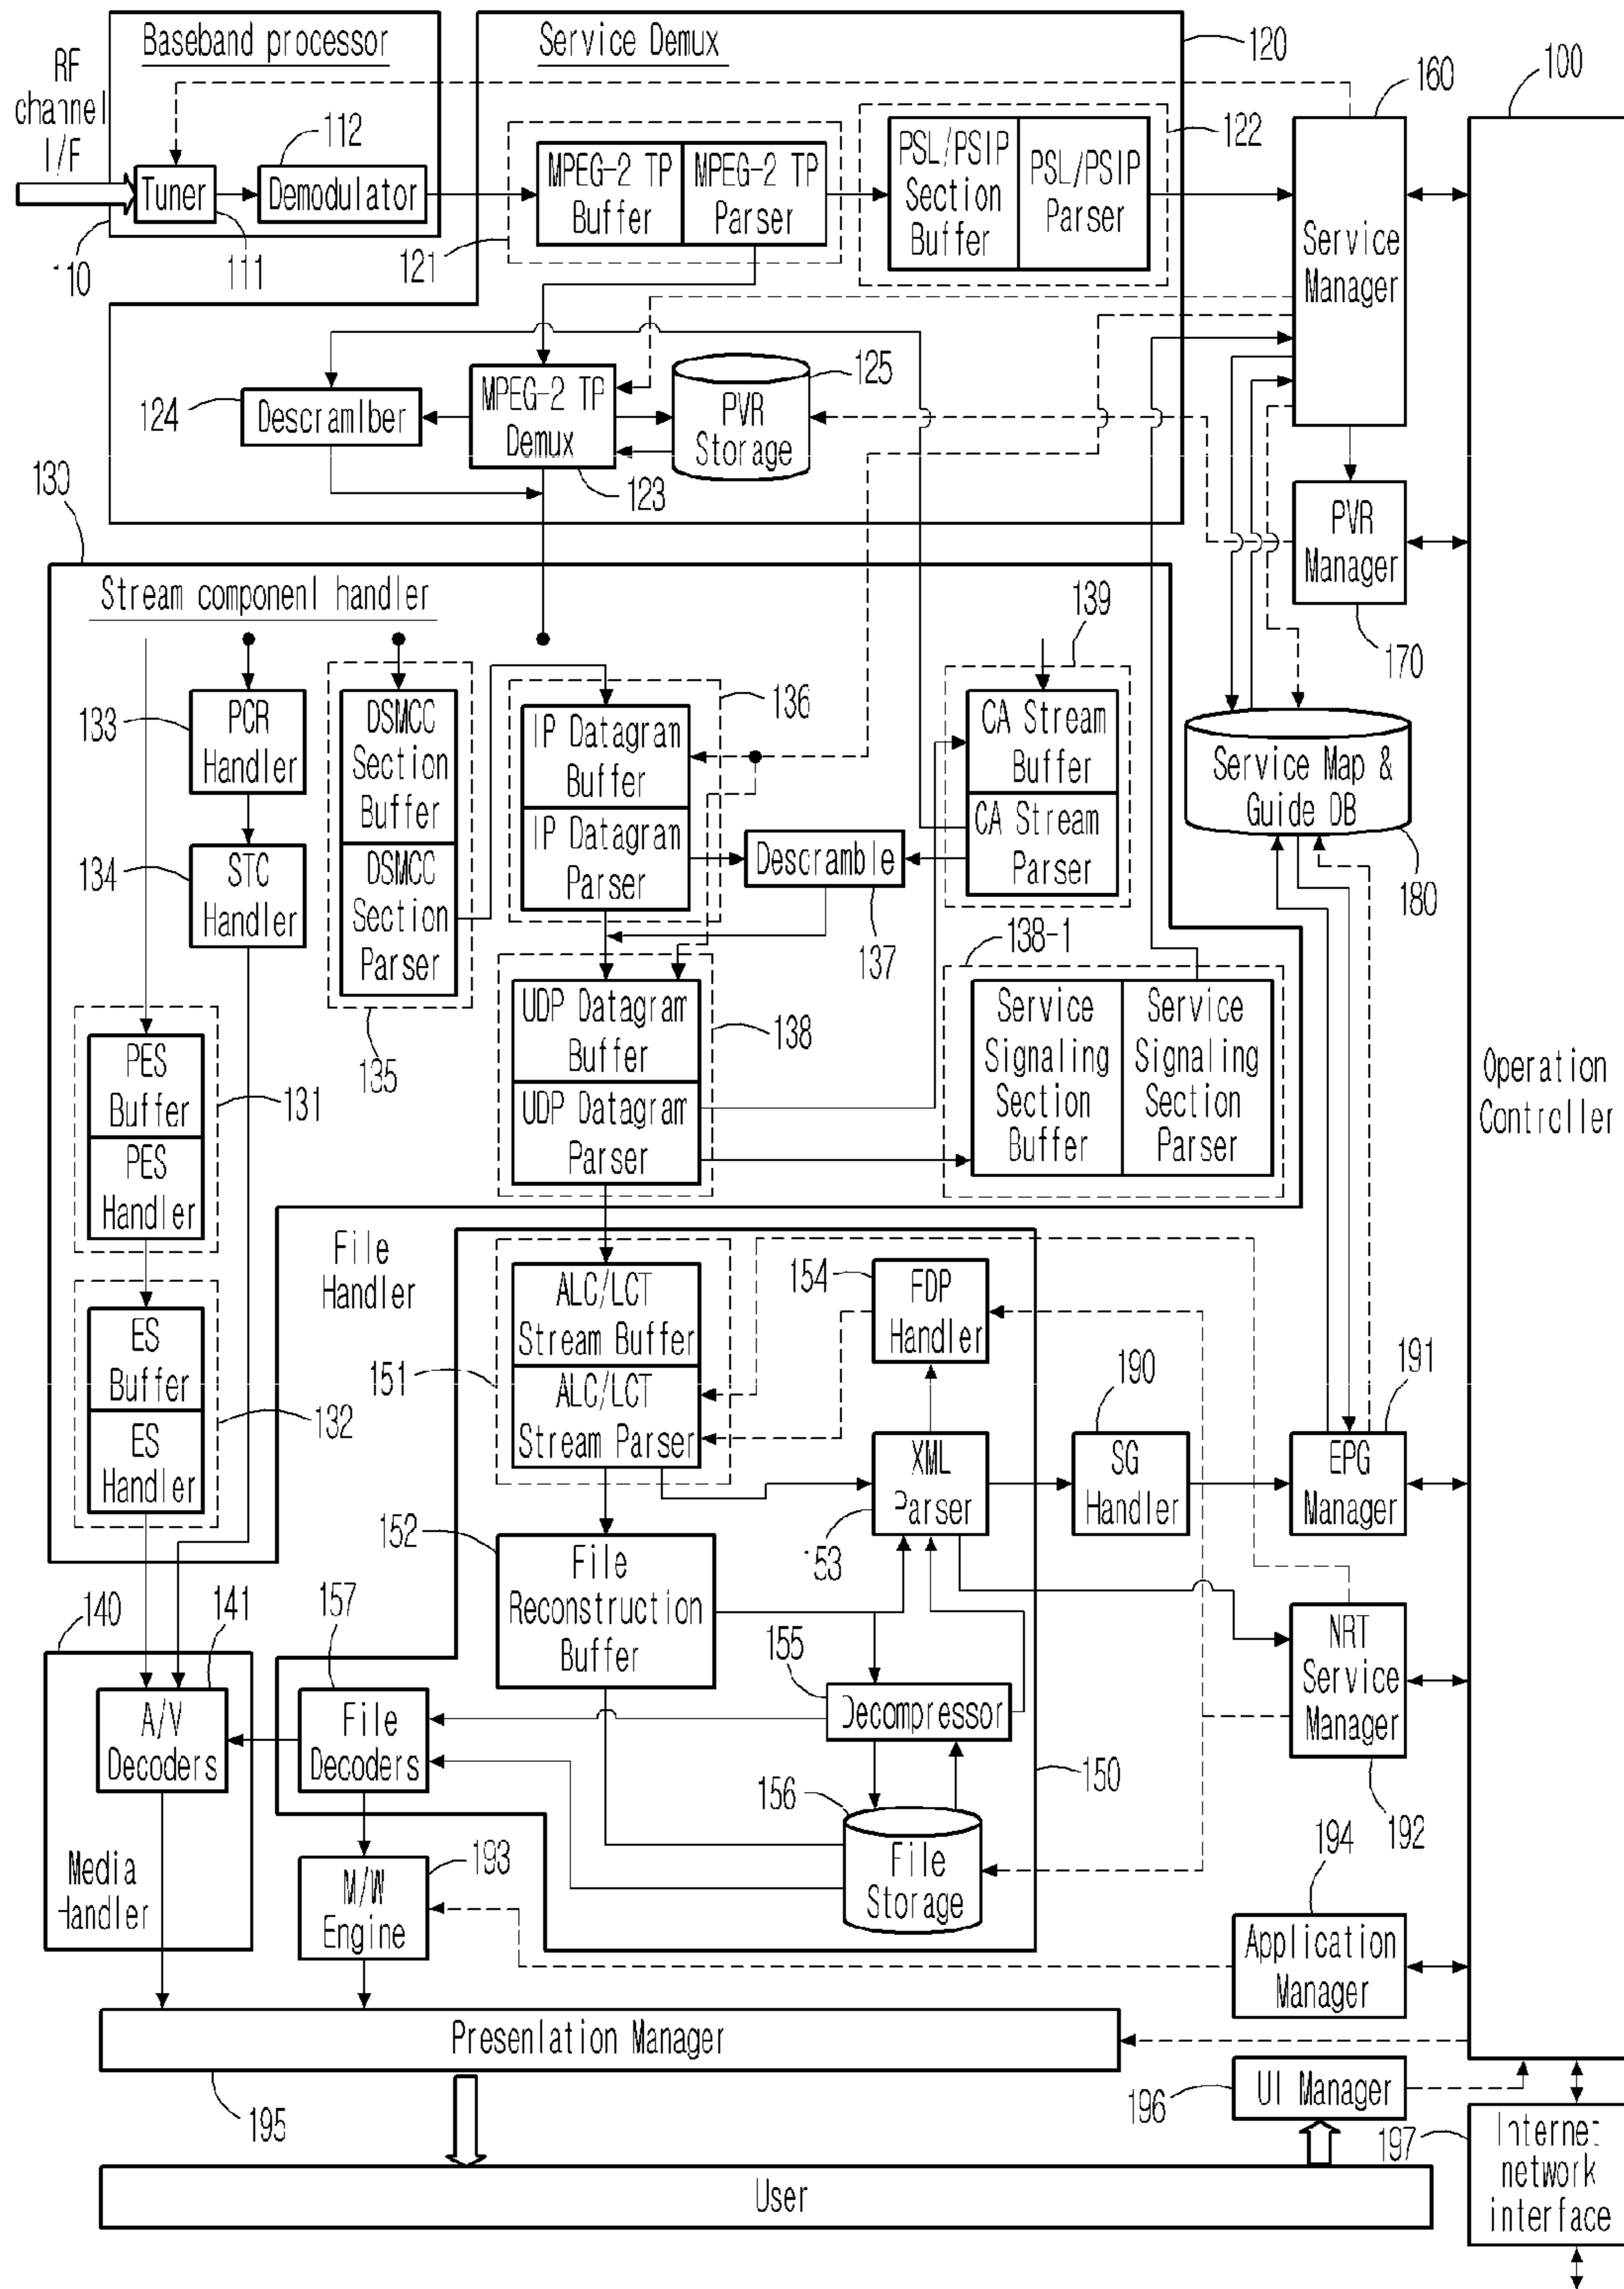 Baseband processor
Service Demux
120
RF
channel
I/F
160
100
112
122
Tuner
Demodulator
MPEG-2 TP
Buffer
MPEG-2 TP
Parser
PSL/PSIP
Section
Buffer
PSL/PSIP
Parser
Service
Manager
110
111
121
124
Descramlber
MPEG-2 TP
Demux
PVR
Storage
125
123
130
PVR
Manager
170
Stream componenl handler
139
133
PCR
Handler
DSMCC
Section
Buffer
DSMCC
Section
Parser
135
IP Datagram
Buffer
IP Datagram
Parser
136
CA Stream
Buffer
CA Stream
Parser
Service Map &
Guide DB
180
134
STC
Handler
Descramble
137
138-1
UDP Datagram
Buffer
UDP Datagram
Parser
138
Service
Signaling
Section
Buffer
Service
Signaling
Section
Parser
Operation
Controller
PES
Buffer
PES
Handler
131
File
Handler
ES
Buffer
ES
Handler
132
151
ALC/LCT
Stream Buffer
ALC/LCT
Stream Parser
154
FDP
Handler
190
191
XML
Parser
153
SG
Handler
EPG
Manager
152
File
Reconstruction
Buffer
140
141
157
155
NRT
Service
Manager
192
A/V
Decoders
File
Decoders
Decompressor
150
156
File
Storage
Media
Handler
193
M/W
Engine
194
Application
Manager
Presenlation Manager
195
196
UI Manager
197
Internet
network
interface
User